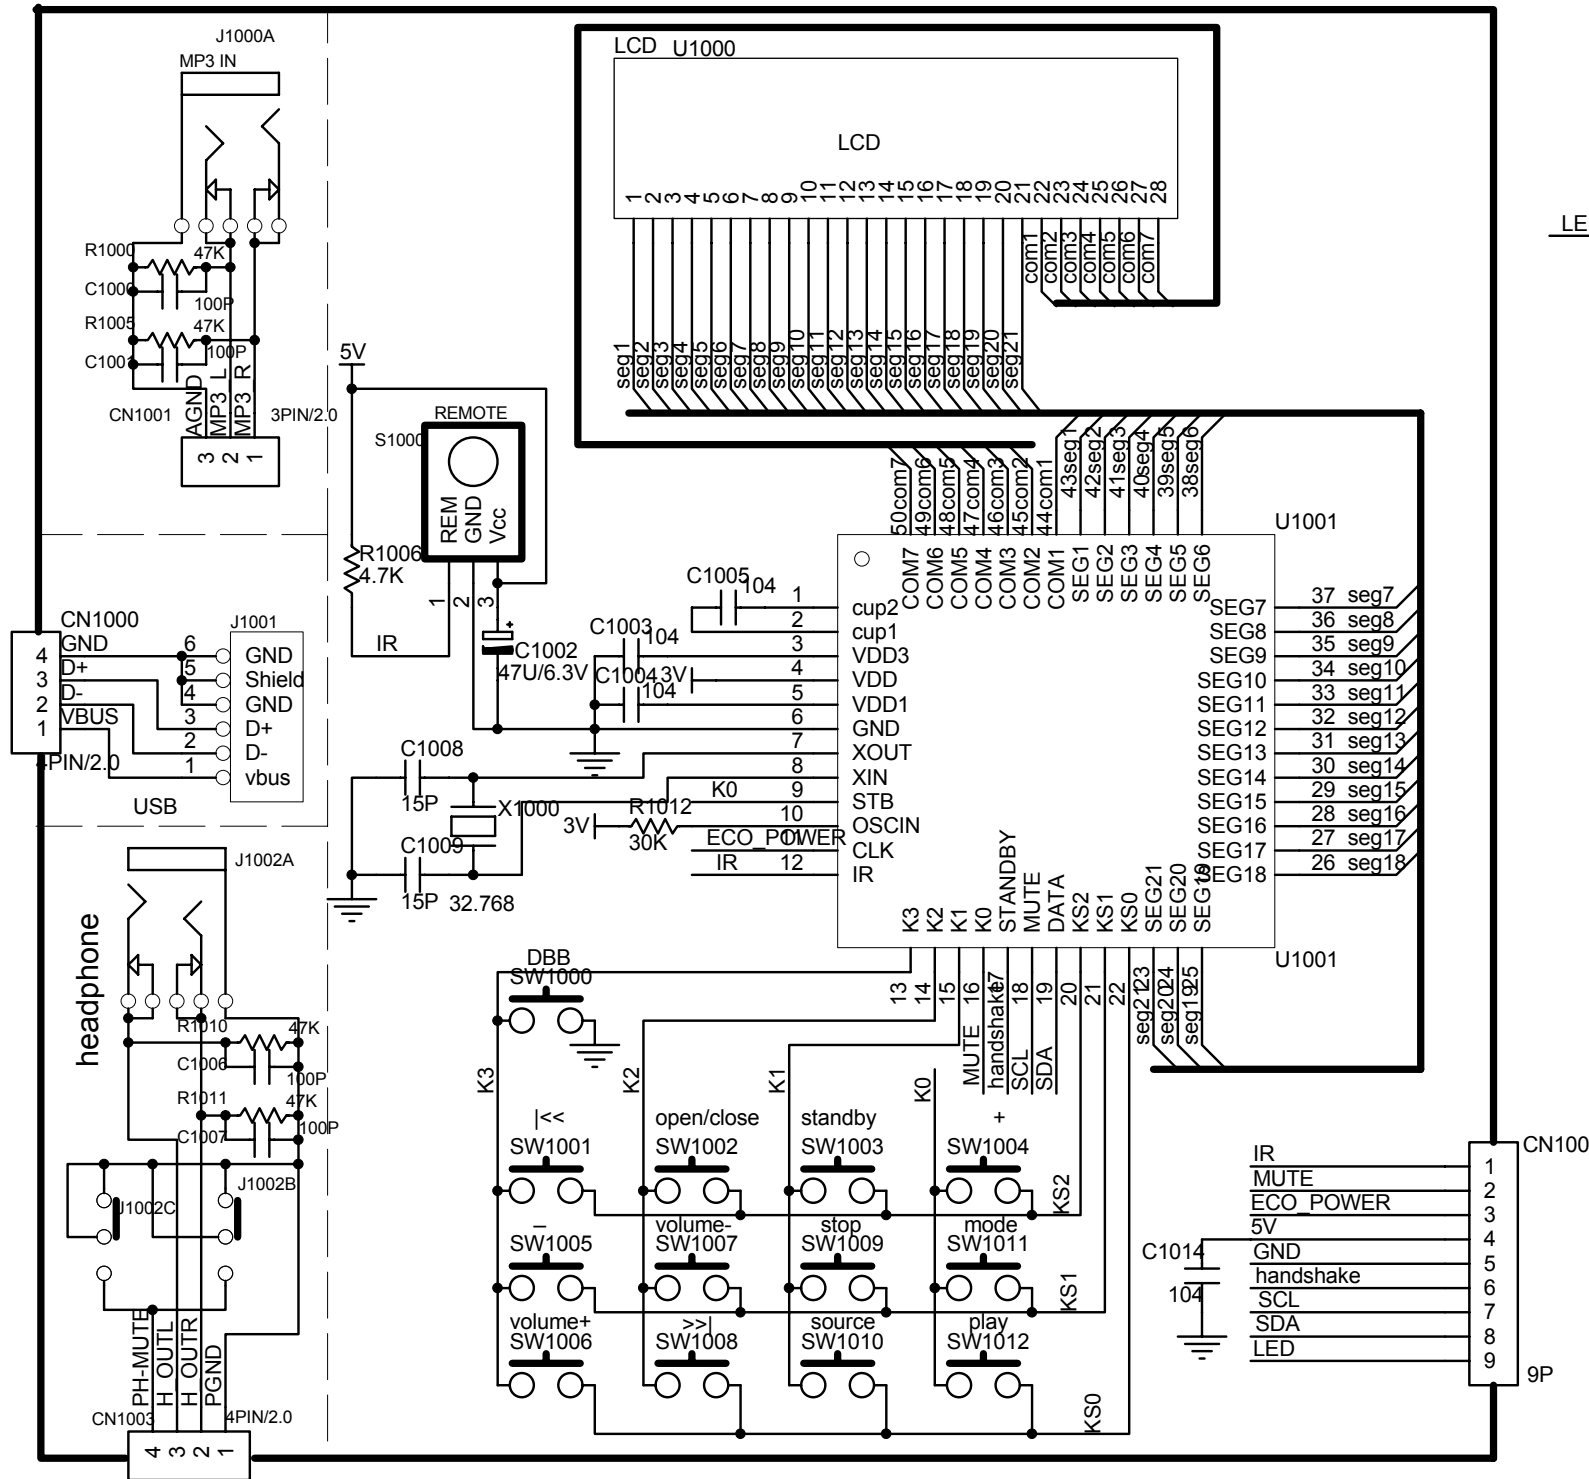 J1000A
MP3 IN
R1000
47K
C1000
100P
R1005
47K
C1001
100P
AGND
MP3 L
MP3 R
CN1001
3PIN/2.0
3
2
1
LCD U1000
LCD
1 2 3 4 5 6 7 8 9 10 11 12 13 14 15 16 17 18 19 20 21 22 23 24 25 26 27 28
com1 com2 com3 com4 com5 com6 com7
seg1 seg2 seg3 seg4 seg5 seg6 seg7 seg8 seg9 seg10 seg11 seg12 seg13 seg14 seg15 seg16 seg17 seg18 seg19 seg20 seg21
LE
5V
REMOTE
S1000
REM
GND
Vcc
R1006
4.7K
1
2
3
IR
C1002
47U/6.3V
CN1000
4 GND
3 D+
2 D-
1 VBUS
4PIN/2.0
J1001
6 GND
5 Shield
4 GND
3 D+
2 D-
1 vbus
USB
50com7 49com6 48com5 47com4 46com3 45com2 44com1 43seg1 42seg2 41seg3 40seg4 39seg5 38seg6
U1001
COM7 COM6 COM5 COM4 COM3 COM2 COM1 SEG1 SEG2 SEG3 SEG4 SEG5 SEG6
C1005
104
C1003
104
C1004
104
3V
1 cup2
2 cup1
3 VDD3
4 VDD
5 VDD1
6 GND
7 XOUT
8 XIN
K0 9 STB
10 OSCIN
ECO_POWER 11 CLK
IR 12 IR
SEG7 37 seg7
SEG8 36 seg8
SEG9 35 seg9
SEG10 34 seg10
SEG11 33 seg11
SEG12 32 seg12
SEG13 31 seg13
SEG14 30 seg14
SEG15 29 seg15
SEG16 28 seg16
SEG17 27 seg17
SEG18 26 seg18
C1008
15P
X1000
C1009
15P
32.768
3V
R1012
30K
K3 K2 K1 K0 STANDBY MUTE DATA KS2 KS1 KS0 SEG21 SEG20 SEG19
U1001
13 14 15 16 17 18 19 20 21 22 23 24 25
MUTE
handshake
SCL
SDA
seg21
seg20
seg19
J1002A
headphone
R1010
47K
C1006
100P
R1011
47K
C1007
100P
J1002B
J1002C
PH-MUTE
H OUTL
H OUTR
PGND
CN1003
4PIN/2.0
4
3
2
1
DBB
SW1000
K3
K2
K1
K0
|<<
SW1001
open/close
SW1002
standby
SW1003
+
SW1004
KS2
–
SW1005
volume-
SW1007
stop
SW1009
mode
SW1011
KS1
volume+
SW1006
>>|
SW1008
source
SW1010
play
SW1012
KS0
CN100
IR 1
MUTE 2
ECO_POWER 3
5V 4
GND 5
handshake 6
SCL 7
SDA 8
LED 9
9P
C1014
104